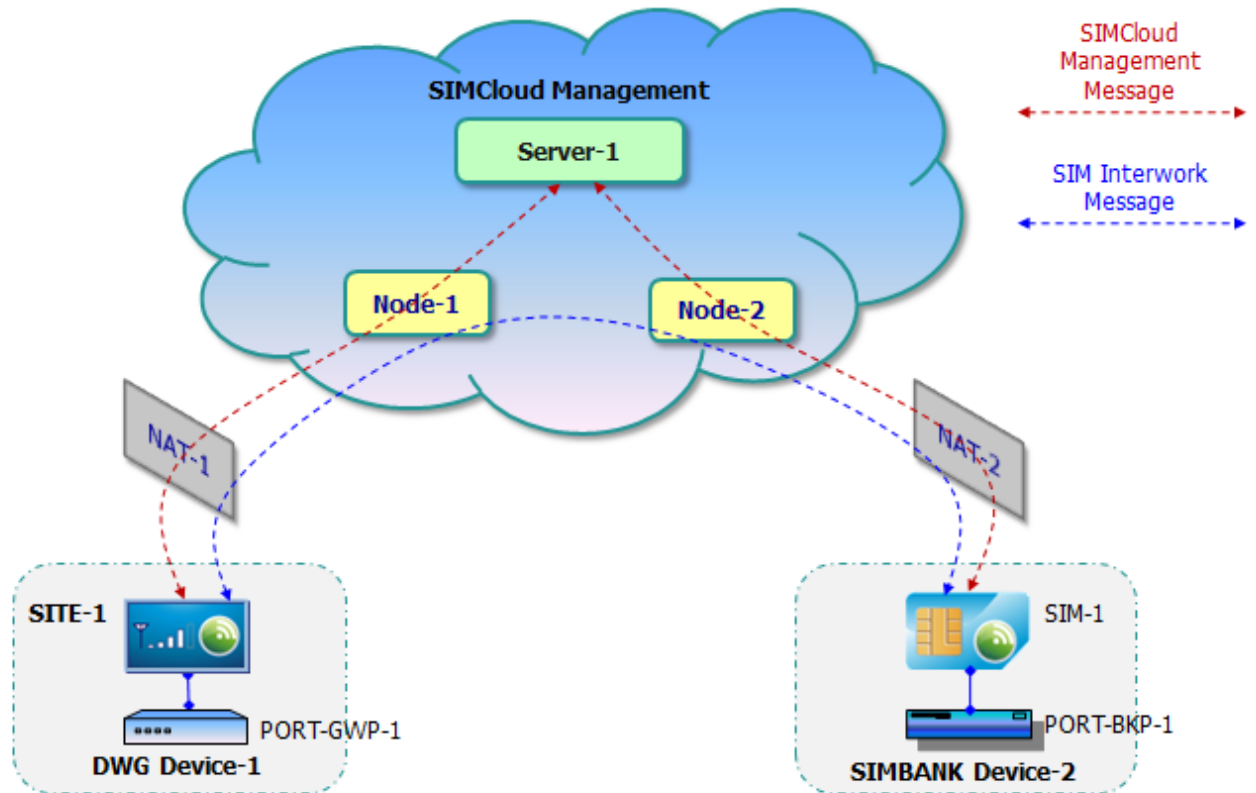 SIMCloud Management
Server-1
Node-1
Node-2
SIMCloud
Management
Message
SIM Interwork
Message
NAT-1
NAT-2
SITE-1
PORT-GWP-1
DWG Device-1
SIM-1
PORT-BKP-1
SIMBANK Device-2